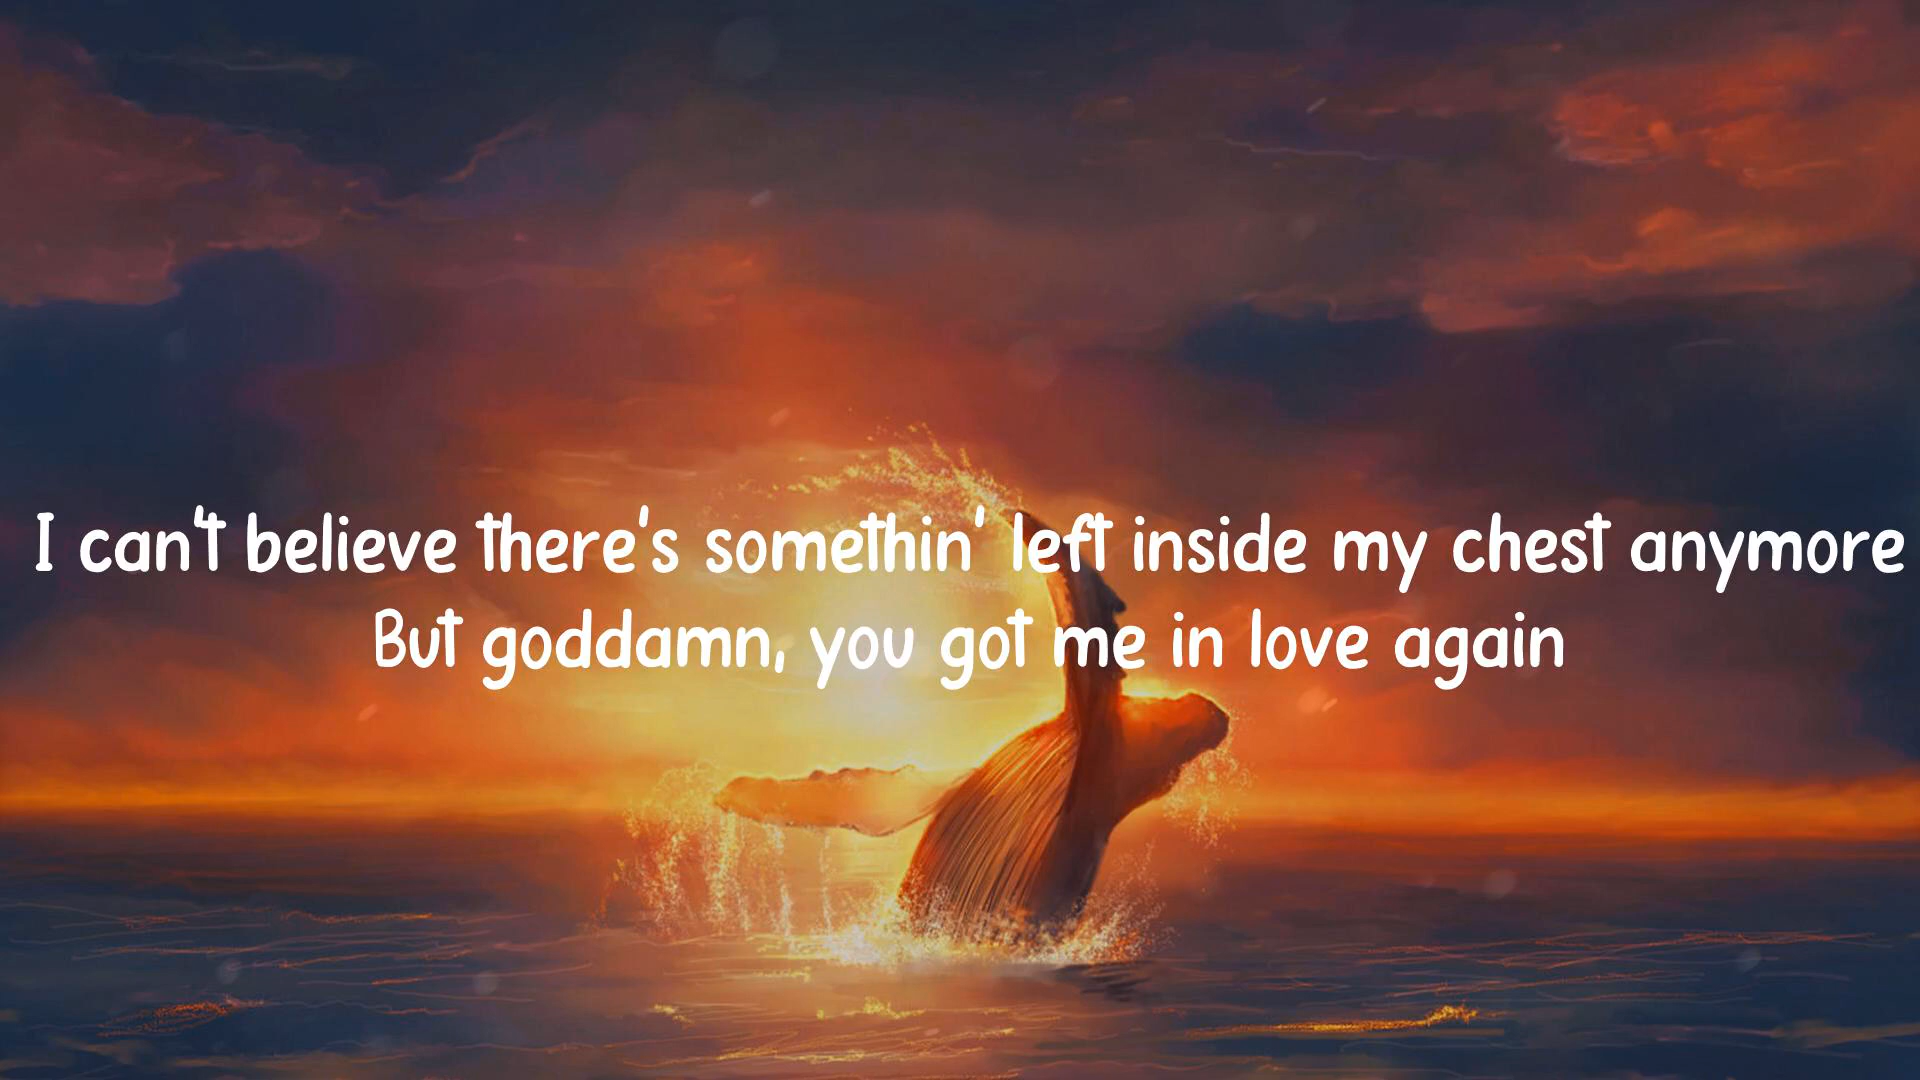 I can't believe there's somethin' left inside my chest anymore
But goddamn, you got me in love again